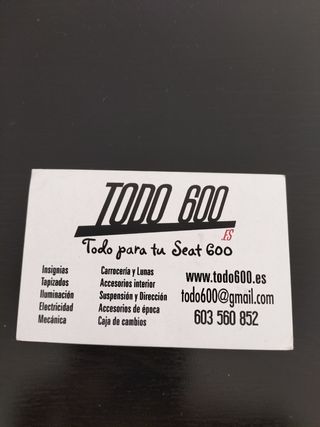 TODO 600
.ES
Todo para tu Seat 600
Insignias
Tapizados
Iluminación
Electricidad
Mecánica
Carrocería y Lunas
Accesorios interior
Suspensión y Dirección
Accesorios de época
Caja de cambios
www.todo600.es
todo600@gmail.com
603 560 852